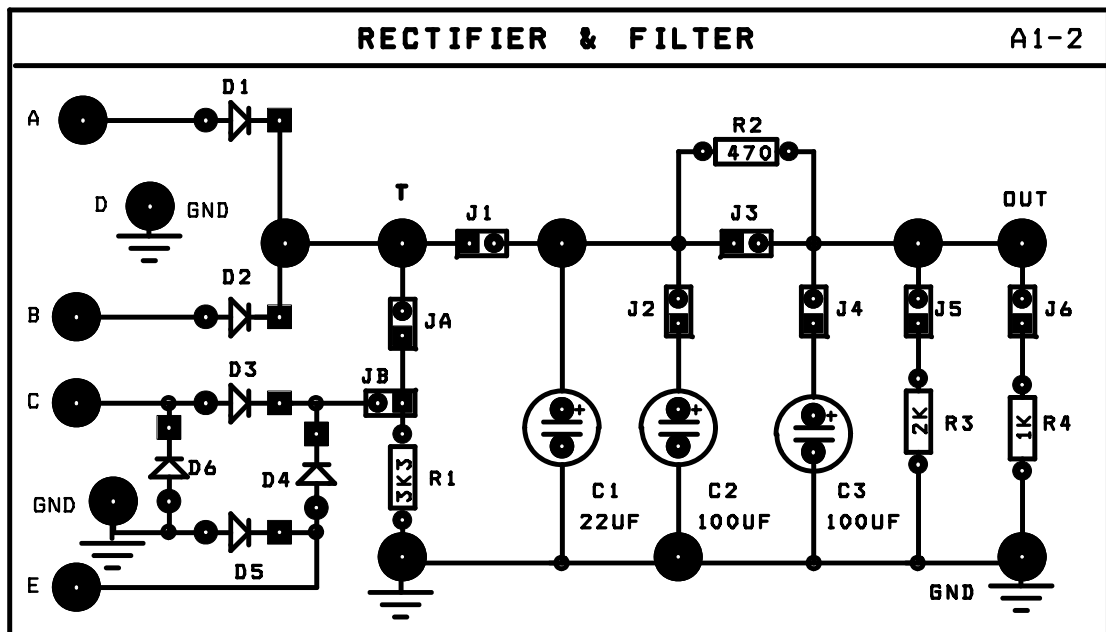 RECTIFIER & FILTER A1-2
D1
A
R2
470
T
D GND
J1
J3
OUT
D2
B
JA
J2
J4
J5
J6
D3
JB
C
+
+
+
2K
R3
1K
R4
D6
D4
3K3
R1
GND
C1
22UF
C2
100UF
C3
100UF
D5
E
GND